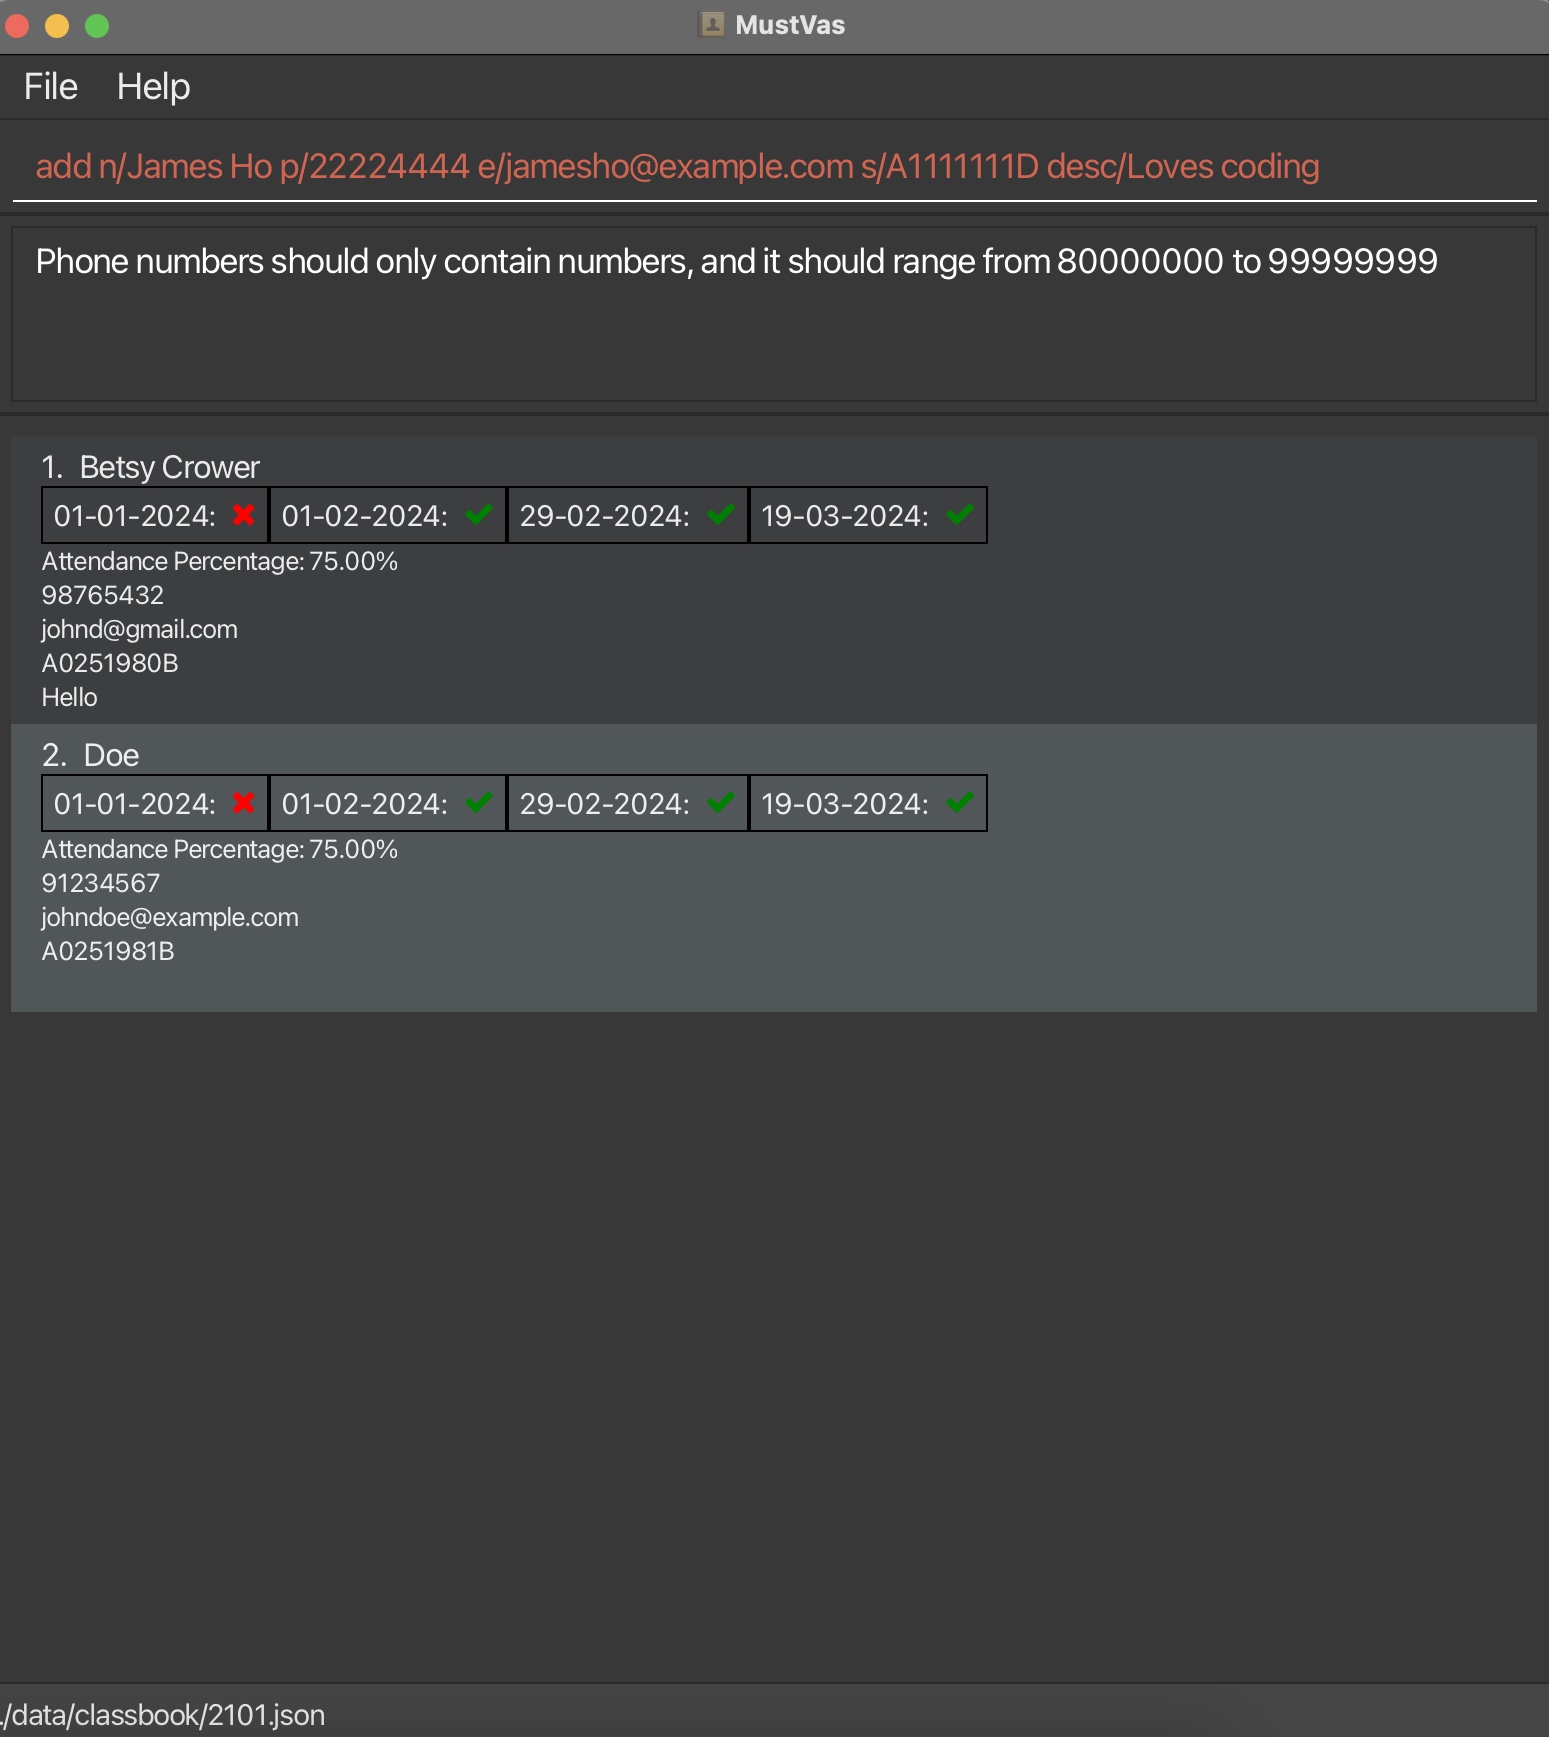 MustVas
File Help
add n/James Ho p/22224444 e/jamesho@example.com s/A1111111D desc/Loves coding
Phone numbers should only contain numbers, and it should range from 80000000 to 99999999
1. Betsy Crower
01-01-2024: ✖ 01-02-2024: ✔ 29-02-2024: ✔ 19-03-2024: ✔
Attendance Percentage: 75.00%
98765432
johnd@gmail.com
A0251980B
Hello
2. Doe
01-01-2024: ✖ 01-02-2024: ✔ 29-02-2024: ✔ 19-03-2024: ✔
Attendance Percentage: 75.00%
91234567
johndoe@example.com
A0251981B
./data/classbook/2101.json